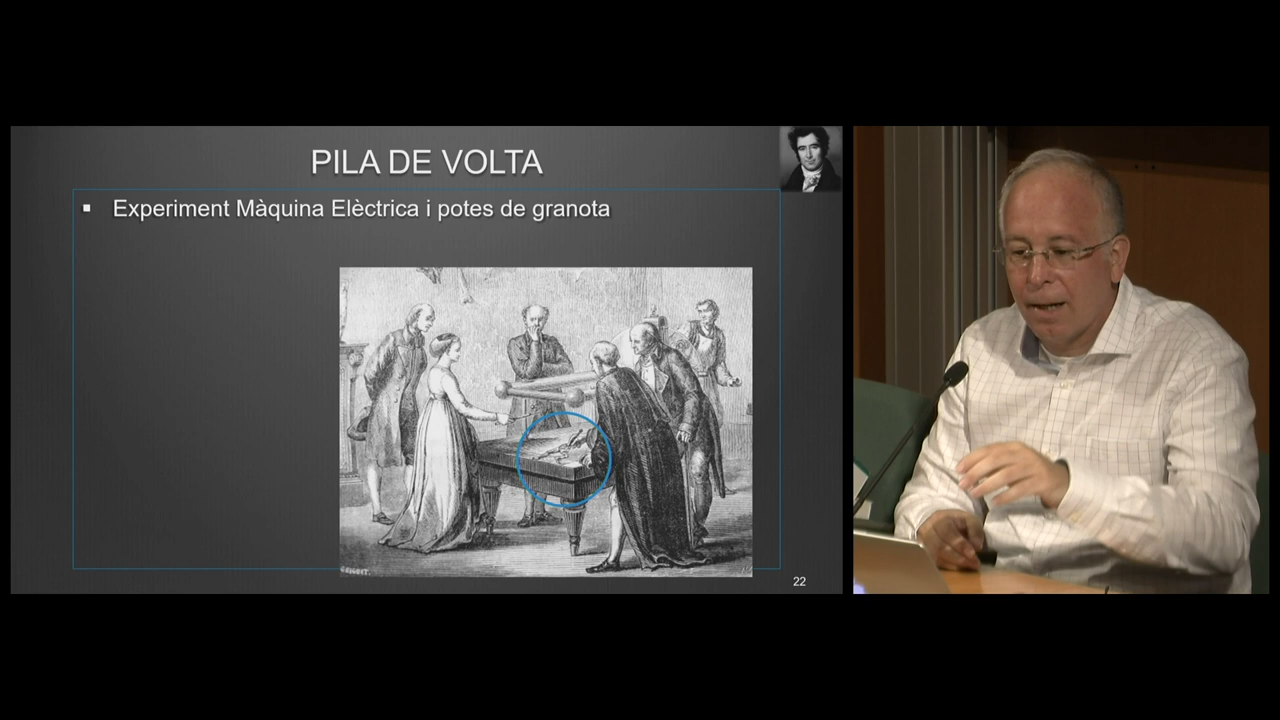 PILA DE VOLTA
▪ Experiment Màquina Elèctrica i potes de granota
22